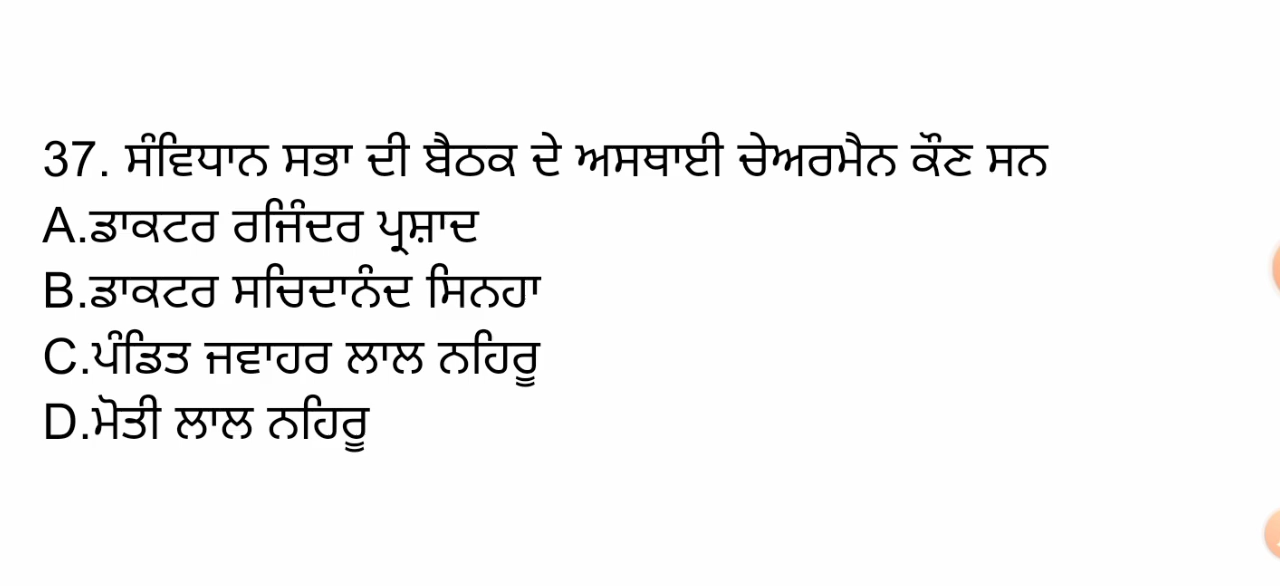 37. ਸੰਵਿਧਾਨ ਸਭਾ ਦੀ ਬੈਠਕ ਦੇ ਅਸਥਾਈ ਚੇਅਰਮੈਨ ਕੌਣ ਸਨ
A.ਡਾਕਟਰ ਰਜਿੰਦਰ ਪ੍ਰਸ਼ਾਦ
B.ਡਾਕਟਰ ਸਚਿਦਾਨੰਦ ਸਿਨਹਾ
C.ਪੰਡਿਤ ਜਵਾਹਰ ਲਾਲ ਨਹਿਰੂ
D.ਮੋਤੀ ਲਾਲ ਨਹਿਰੂ